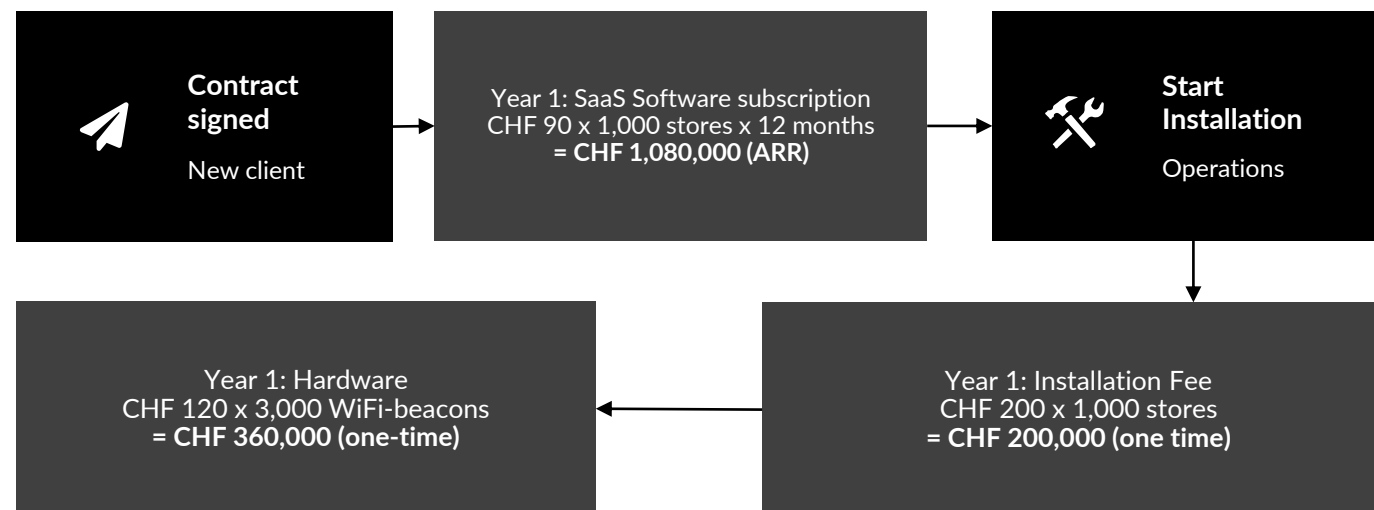 Contract
signed
New client
Year 1: SaaS Software subscription
CHF 90 x 1,000 stores x 12 months
= CHF 1,080,000 (ARR)
Start
Installation
Operations
Year 1: Installation Fee
CHF 200 x 1,000 stores
= CHF 200,000 (one time)
Year 1: Hardware
CHF 120 x 3,000 WiFi-beacons
= CHF 360,000 (one-time)